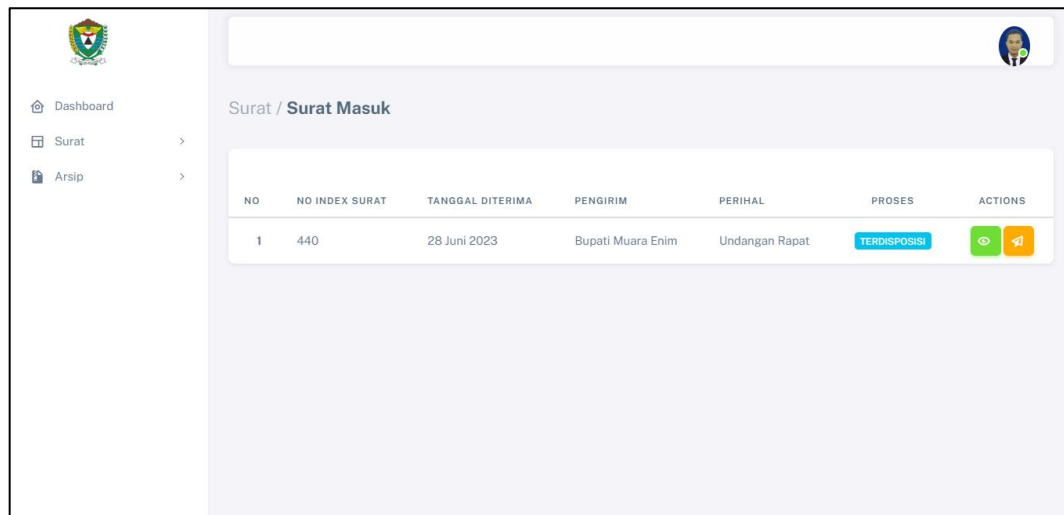 Dashboard
Surat
Arsip
Surat / Surat Masuk
NO NO INDEX SURAT TANGGAL DITERIMA PENGIRIM PERIHAL PROSES ACTIONS
1 440 28 Juni 2023 Bupati Muara Enim Undangan Rapat TERDISPOSISI